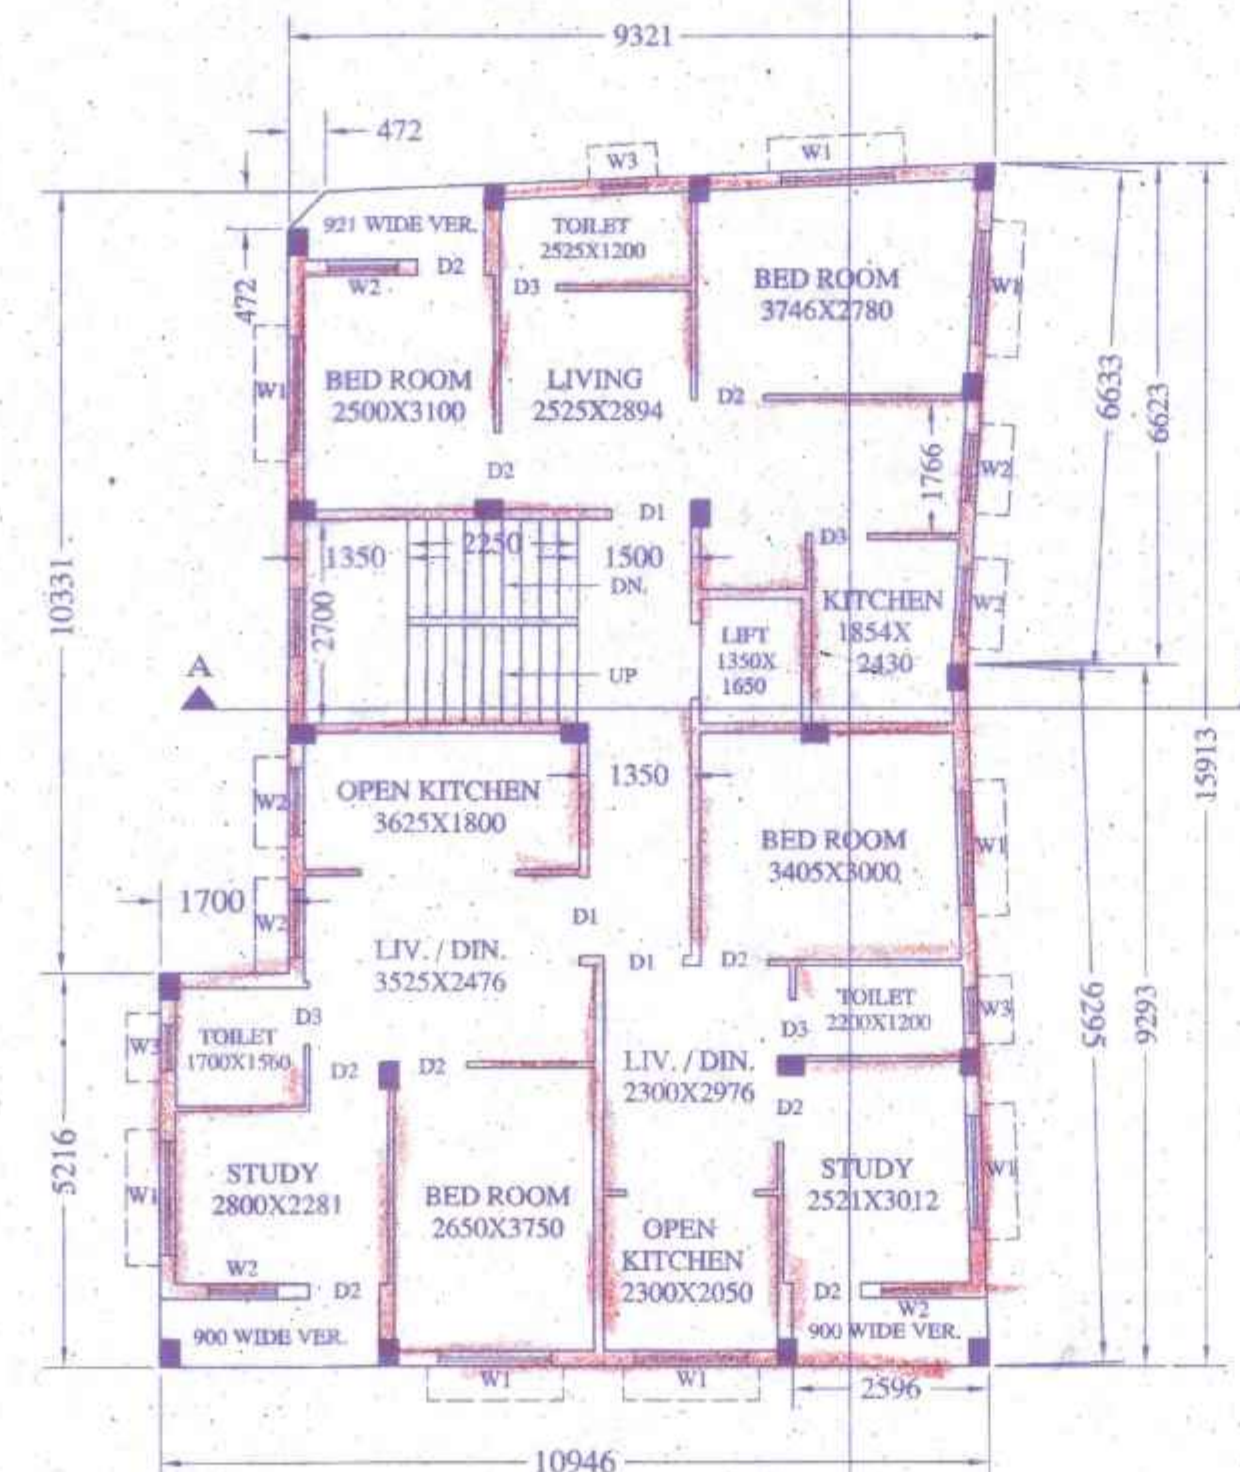 9321
472
W3
W1
921 WIDE VER.
TOILET
2525X1200
D2
W2
D3
BED ROOM
3746X2780
W1
472
6633
6623
W1
BED ROOM
2500X3100
LIVING
2525X2894
D2
1766
W2
D2
D1
D3
1350
2250
1500
DN.
10331
2700
KITCHEN
1854X
2430
W2
LIFT
1350X
1650
UP
A
15913
1350
W2
OPEN KITCHEN
3625X1800
BED ROOM
3405X3000
W1
1700
W2
D1
LIV. / DIN.
3525X2476
D1
D2
TOILET
2200X1200
W3
9295
9293
D3
D3
W3
TOILET
1700X1560
D2
D2
LIV. / DIN.
2300X2976
D2
5216
W1
STUDY
2800X2281
BED ROOM
2650X3750
STUDY
2521X3012
W1
OPEN
KITCHEN
2300X2050
W2
D2
D2
W2
900 WIDE VER.
900 WIDE VER.
W1
W1
2596
10946